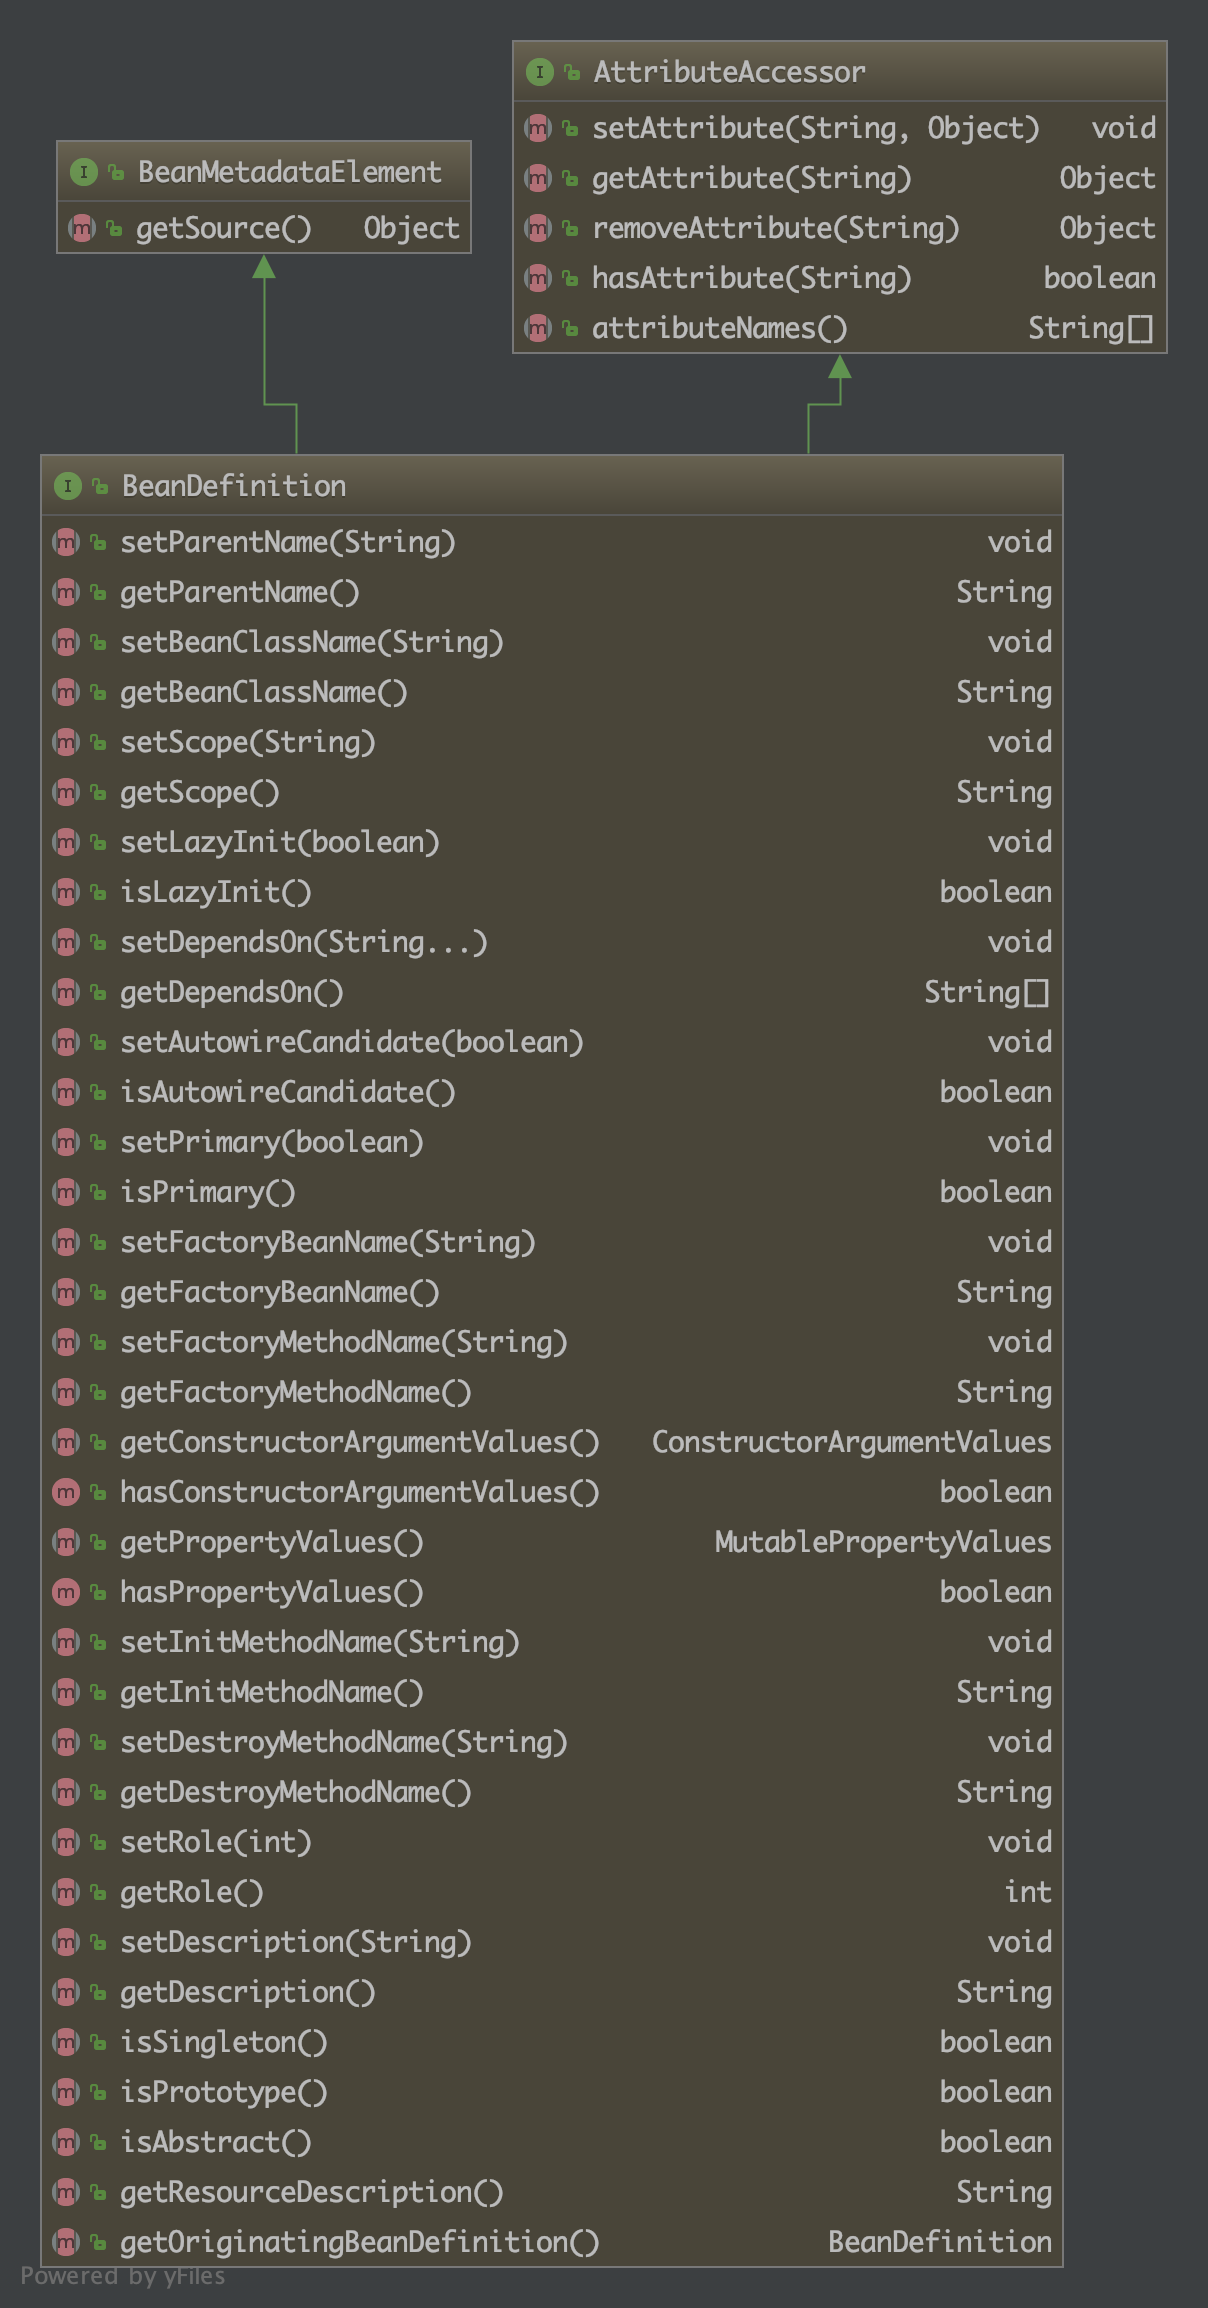 AttributeAccessor
setAttribute(String, Object) void
getAttribute(String) Object
removeAttribute(String) Object
hasAttribute(String) boolean
attributeNames() String[]
BeanMetadataElement
getSource() Object
BeanDefinition
setParentName(String) void
getParentName() String
setBeanClassName(String) void
getBeanClassName() String
setScope(String) void
getScope() String
setLazyInit(boolean) void
isLazyInit() boolean
setDependsOn(String...) void
getDependsOn() String[]
setAutowireCandidate(boolean) void
isAutowireCandidate() boolean
setPrimary(boolean) void
isPrimary() boolean
setFactoryBeanName(String) void
getFactoryBeanName() String
setFactoryMethodName(String) void
getFactoryMethodName() String
getConstructorArgumentValues() ConstructorArgumentValues
hasConstructorArgumentValues() boolean
getPropertyValues() MutablePropertyValues
hasPropertyValues() boolean
setInitMethodName(String) void
getInitMethodName() String
setDestroyMethodName(String) void
getDestroyMethodName() String
setRole(int) void
getRole() int
setDescription(String) void
getDescription() String
isSingleton() boolean
isPrototype() boolean
isAbstract() boolean
getResourceDescription() String
getOriginatingBeanDefinition() BeanDefinition
Powered by yFiles